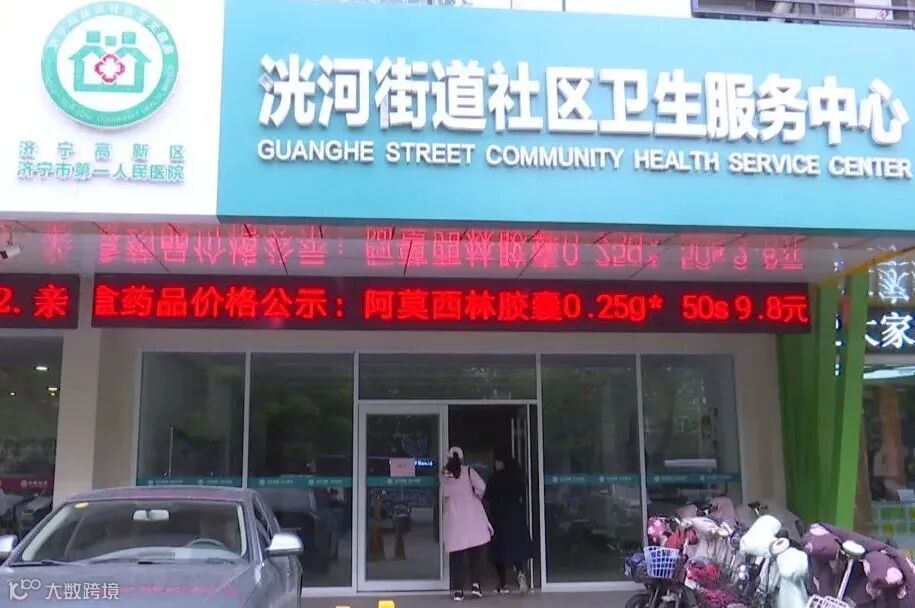 洸河街道社区卫生服务中心
GUANGHE STREET COMMUNITY HEALTH SERVICE CENTER
济宁高新区
济宁市第一人民医院
2. 亲
盒药品价格公示：阿莫西林胶囊0.25g* 50s 9.8元
大家
大数跨境